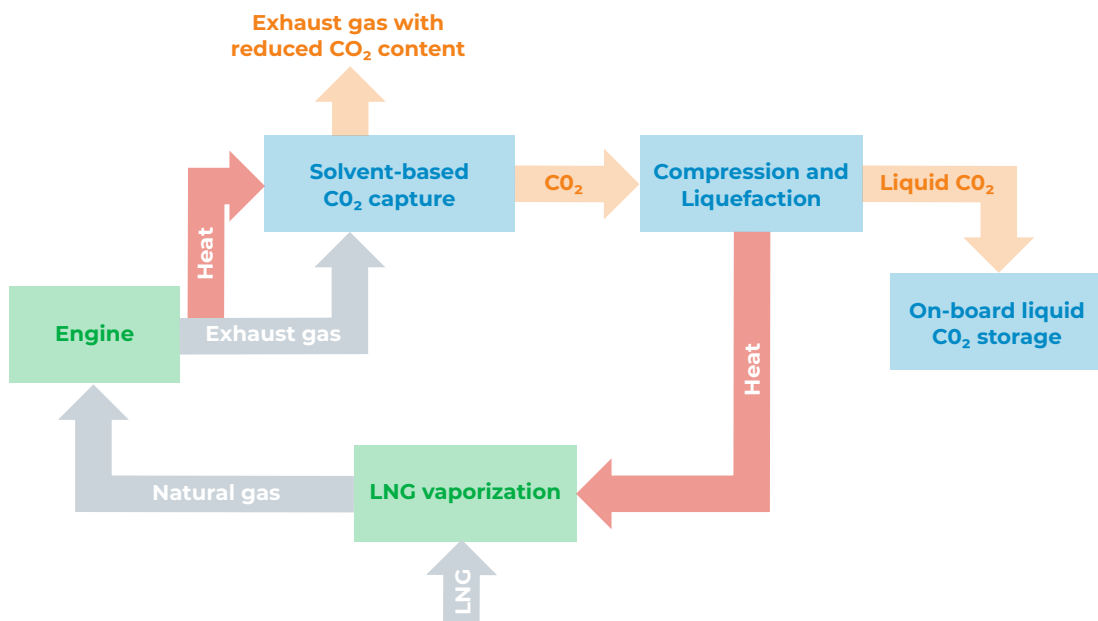 Exhaust gas with
reduced CO₂ content
Solvent-based
C0₂ capture
C0₂
Compression and
Liquefaction
Liquid C0₂
Heat
Engine
Exhaust gas
On-board liquid
C0₂ storage
Heat
Natural gas
LNG vaporization
LNG